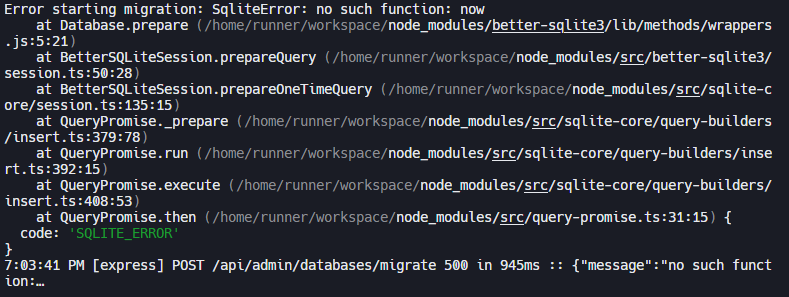 Error starting migration: SqliteError: no such function: now
    at Database.prepare (/home/runner/workspace/node_modules/better-sqlite3/lib/methods/wrappers
.js:5:21)
    at BetterSQLiteSession.prepareQuery (/home/runner/workspace/node_modules/src/better-sqlite3/
session.ts:50:28)
    at BetterSQLiteSession.prepareOneTimeQuery (/home/runner/workspace/node_modules/src/sqlite-c
ore/session.ts:135:15)
    at QueryPromise._prepare (/home/runner/workspace/node_modules/src/sqlite-core/query-builders
/insert.ts:379:78)
    at QueryPromise.run (/home/runner/workspace/node_modules/src/sqlite-core/query-builders/inse
rt.ts:392:15)
    at QueryPromise.execute (/home/runner/workspace/node_modules/src/sqlite-core/query-builders/
insert.ts:408:53)
    at QueryPromise.then (/home/runner/workspace/node_modules/src/query-promise.ts:31:15) {
  code: 'SQLITE_ERROR'
}
7:03:41 PM [express] POST /api/admin/databases/migrate 500 in 945ms :: {"message":"no such funct
ion:…